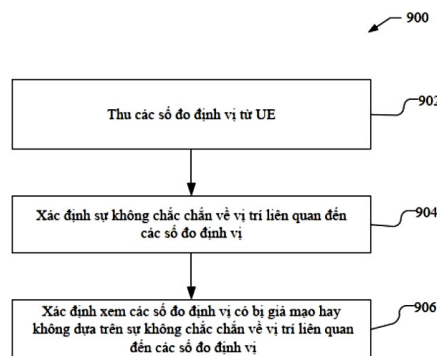 900
Thu các số đo định vị từ UE
902
Xác định sự không chắc chắn về vị trí liên quan đến
các số đo định vị
904
Xác định xem các số đo định vị có bị giả mạo hay
không dựa trên sự không chắc chắn về vị trí liên quan
đến các số đo định vị
906